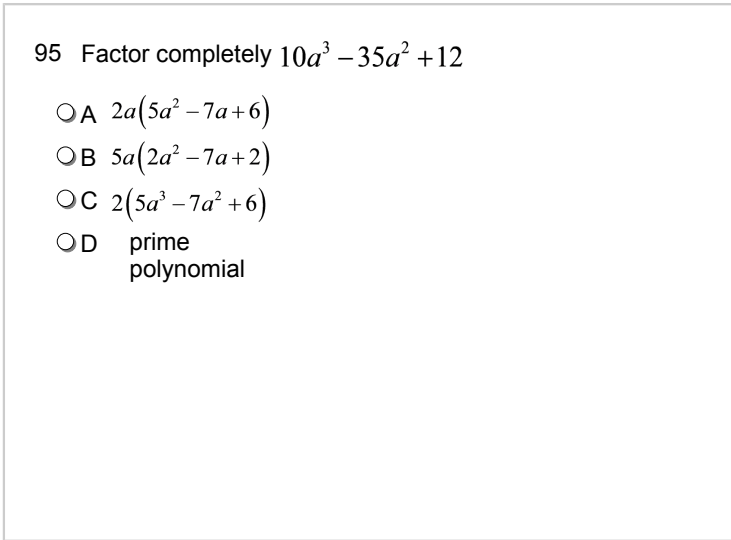 95 Factor completely 10a³ − 35a² + 12
A 2a(5a² − 7a + 6)
B 5a(2a² − 7a + 2)
C 2(5a³ − 7a² + 6)
D prime
polynomial